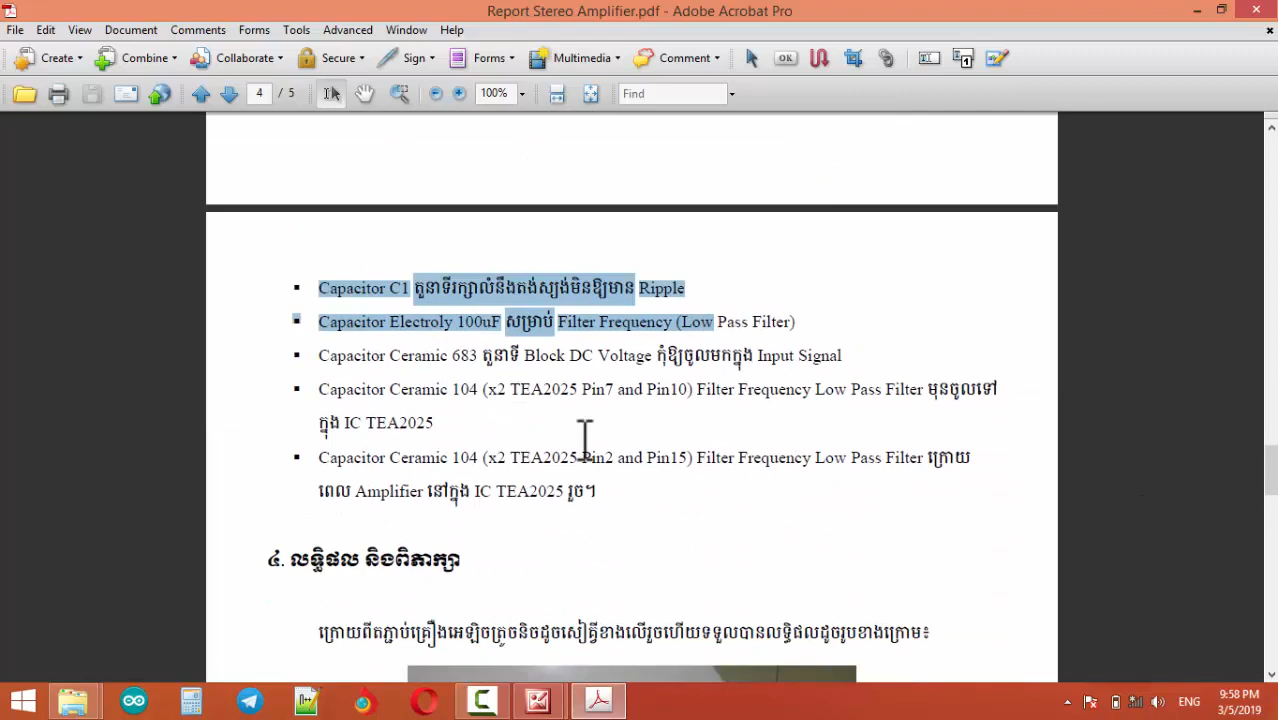 Report Stereo Amplifier.pdf - Adobe Acrobat Pro
File Edit View Document Comments Forms Tools Advanced Window Help
Create Combine Collaborate Secure Sign Forms Multimedia Comment OK
4 / 5 100% Find
Capacitor C1 តួនាទីរក្សាលំនឹងតង់ស្យុងមិនឱ្យមាន Ripple
Capacitor Electroly 100uF សម្រាប់ Filter Frequency (Low Pass Filter)
Capacitor Ceramic 683 តួនាទី Block DC Voltage កុំឱ្យចូលមកក្នុង Input Signal
Capacitor Ceramic 104 (x2 TEA2025 Pin7 and Pin10) Filter Frequency Low Pass Filter មុនចូលទៅ
ក្នុង IC TEA2025
Capacitor Ceramic 104 (x2 TEA2025 Pin2 and Pin15) Filter Frequency Low Pass Filter ក្រោយ
ពេល Amplifier នៅក្នុង IC TEA2025 រួច។
៤. លទ្ធិផល និងពិភាក្សា
ក្រោយពីតភ្ជាប់គ្រឿងអេឡិចត្រូចនិចដូចសៀគ្វីខាងលើរួចហើយទទួលបានលទ្ធិផលដូចរូបខាងក្រោម៖
ENG
9:58 PM
3/5/2019